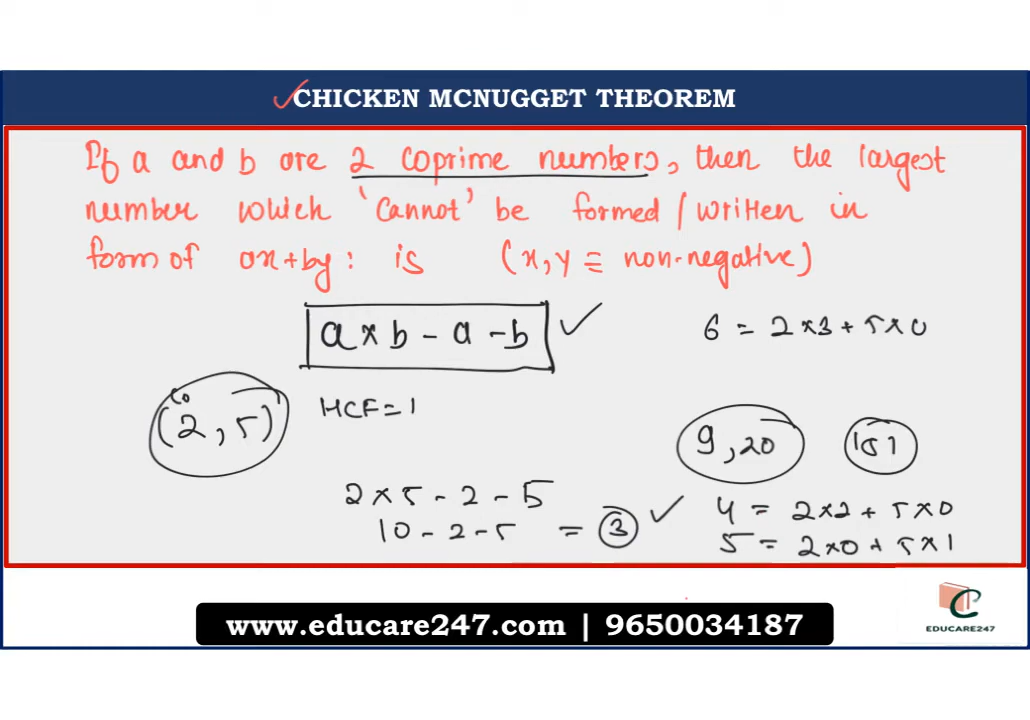 CHICKEN MCNUGGET THEOREM
If a and b are 2 coprime numbers, then the largest
number which 'cannot' be formed / written in
form of ax+by : is (x, y ≡ non-negative)
a × b - a - b
6 = 2×3 + 5×0
Co
(2, 5)
HCF = 1
9, 20
151
2 × 5 - 2 - 5
10 - 2 - 5 = 3
4 = 2×2 + 5×0
5 = 2×0 + 5×1
www.educare247.com | 9650034187
EDUCARE247